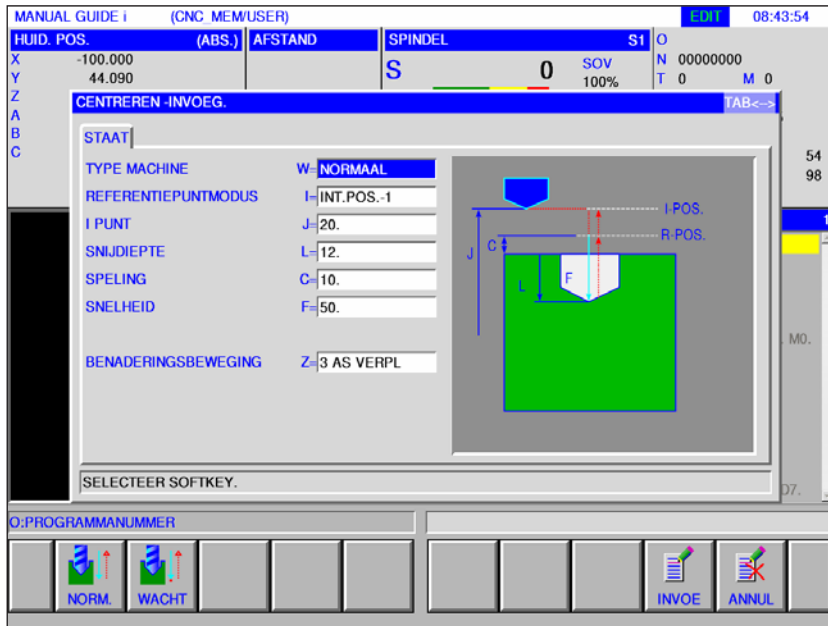 MANUAL GUIDE i (CNC_MEM/USER) EDIT 08:43:54
HUID. POS. (ABS.) AFSTAND SPINDEL S1 O
X -100.000 S 0 SOV N 00000000
Y 44.090 100% T 0 M 0
Z
A
B
C
54
98
1
CENTREREN -INVOEG. TAB<-->
STAAT
TYPE MACHINE W=NORMAAL
REFERENTIEPUNTMODUS I=INT.POS.-1
I PUNT J=20.
SNIJDIEPTE L=12.
SPELING C=10.
SNELHEID F=50.
BENADERINGSBEWEGING Z=3 AS VERPL
I-POS.
R-POS.
J
C
L
F
M0.
SELECTEER SOFTKEY.
D7.
O:PROGRAMMANUMMER
NORM. WACHT INVOE ANNUL